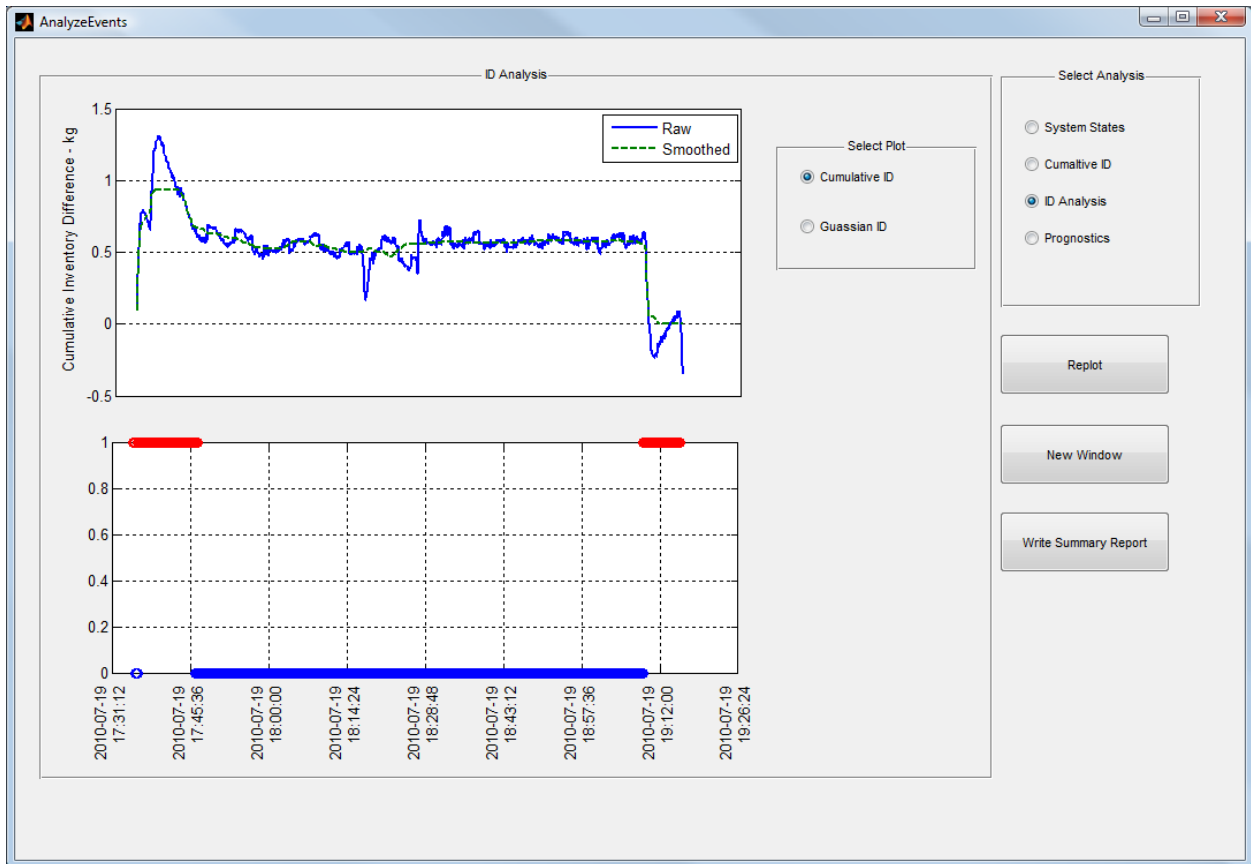 AnalyzeEvents
ID Analysis
Cumulative Inventory Difference - kg
1.5
1
0.5
0
-0.5
Raw
Smoothed
1
0.8
0.6
0.4
0.2
0
2010-07-19
17:31:12
2010-07-19
17:45:36
2010-07-19
18:00:00
2010-07-19
18:14:24
2010-07-19
18:28:48
2010-07-19
18:43:12
2010-07-19
18:57:36
2010-07-19
19:12:00
2010-07-19
19:26:24
Select Plot
Cumulative ID
Guassian ID
Select Analysis
System States
Cumaltive ID
ID Analysis
Prognostics
Replot
New Window
Write Summary Report